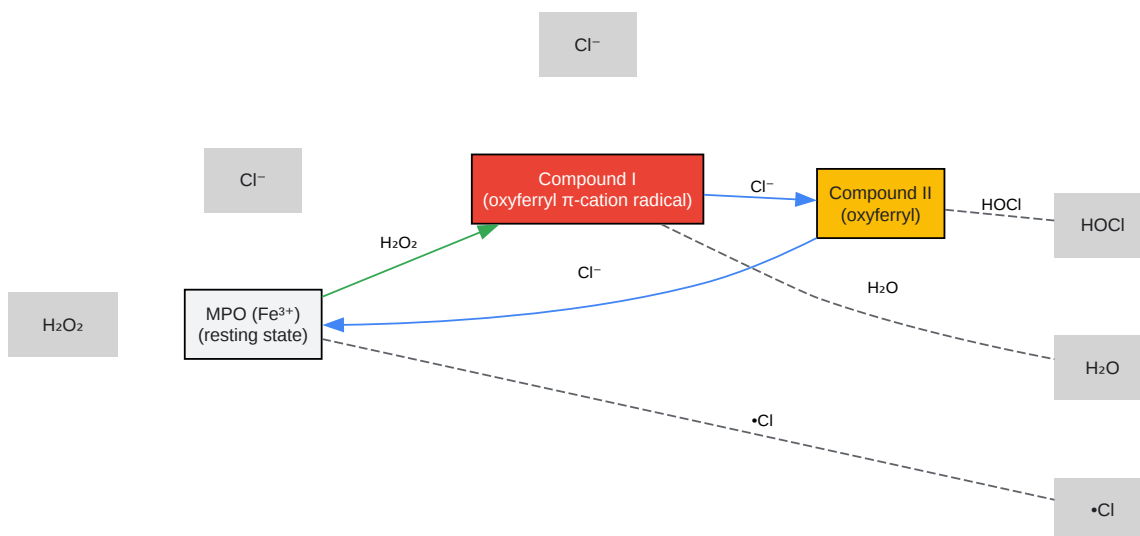 Cl⁻
Cl⁻
Compound I
(oxyferryl π-cation radical)
Cl⁻
Compound II
(oxyferryl)
HOCl
HOCl
H₂O₂
Cl⁻
H₂O
H₂O₂
MPO (Fe³⁺)
(resting state)
H₂O
•Cl
•Cl